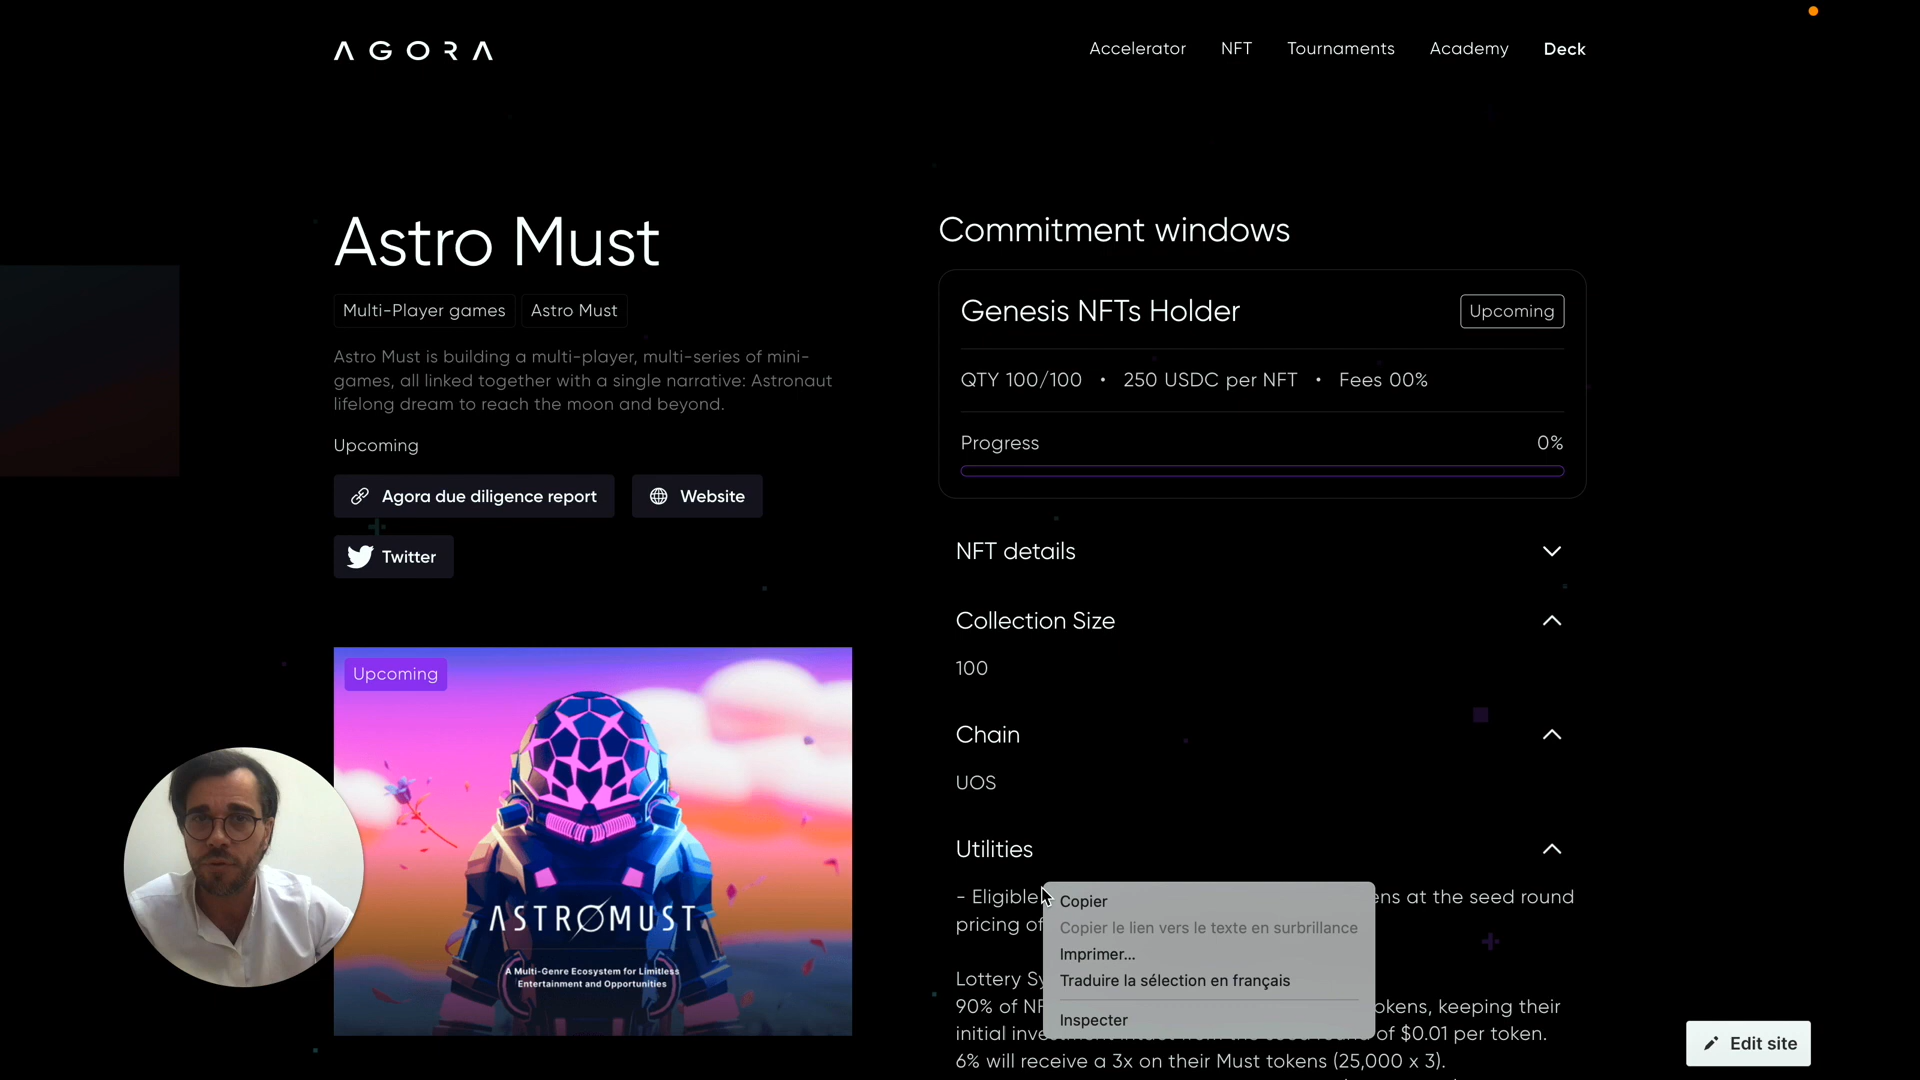 AGORA
Accelerator NFT Tournaments Academy Deck
Astro Must
Multi-Player games Astro Must
Astro Must is building a multi-player, multi-series of mini-
games, all linked together with a single narrative: Astronaut
lifelong dream to reach the moon and beyond.
Upcoming
Agora due diligence report Website
Twitter
Upcoming
ASTROMUST
A Multi-Genre Ecosystem for Limitless
Entertainment and Opportunities
Commitment windows
Genesis NFTs Holder Upcoming
QTY 100/100 • 250 USDC per NFT • Fees 00%
Progress 0%
NFT details
Collection Size
100
Chain
UOS
Utilities
- Eligible at the seed round
pricing of
Lottery
90% of keeping their
initial of $0.01 per token.
6% will receive a 3x on their Must tokens (25,000 x 3).
Copier
Copier le lien vers le texte en surbrillance
Imprimer...
Traduire la sélection en français
Inspecter
Edit site